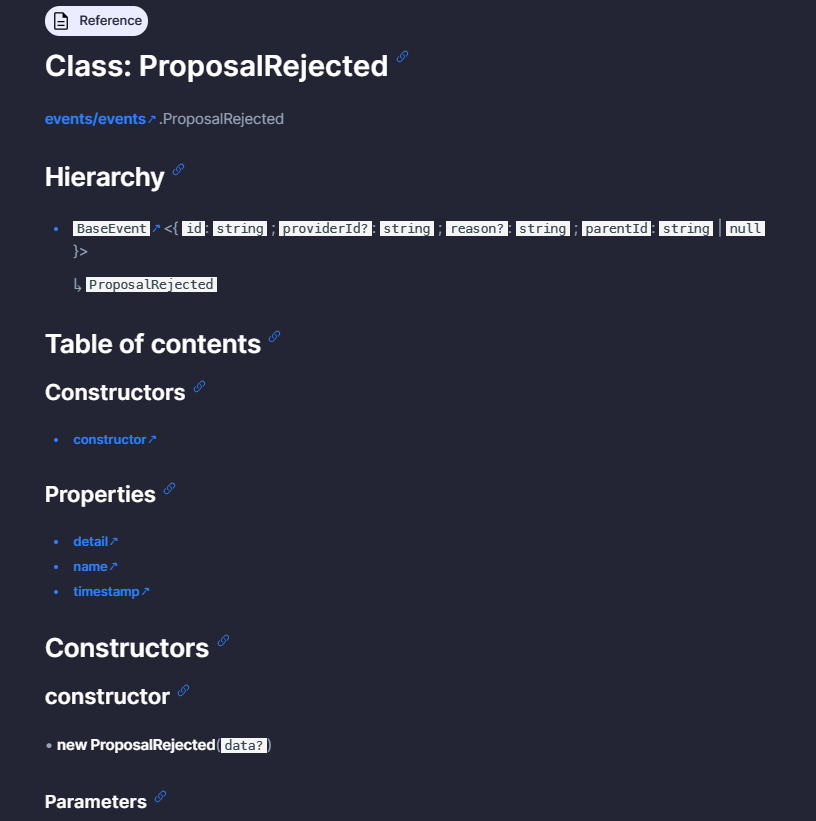 Reference
Class: ProposalRejected
events/events↗.ProposalRejected
Hierarchy
• BaseEvent↗<{ id: string ; providerId?: string ; reason?: string ; parentId: string | null
}>
↳ ProposalRejected
Table of contents
Constructors
• constructor↗
Properties
• detail↗
• name↗
• timestamp↗
Constructors
constructor
• new ProposalRejected(data?)
Parameters